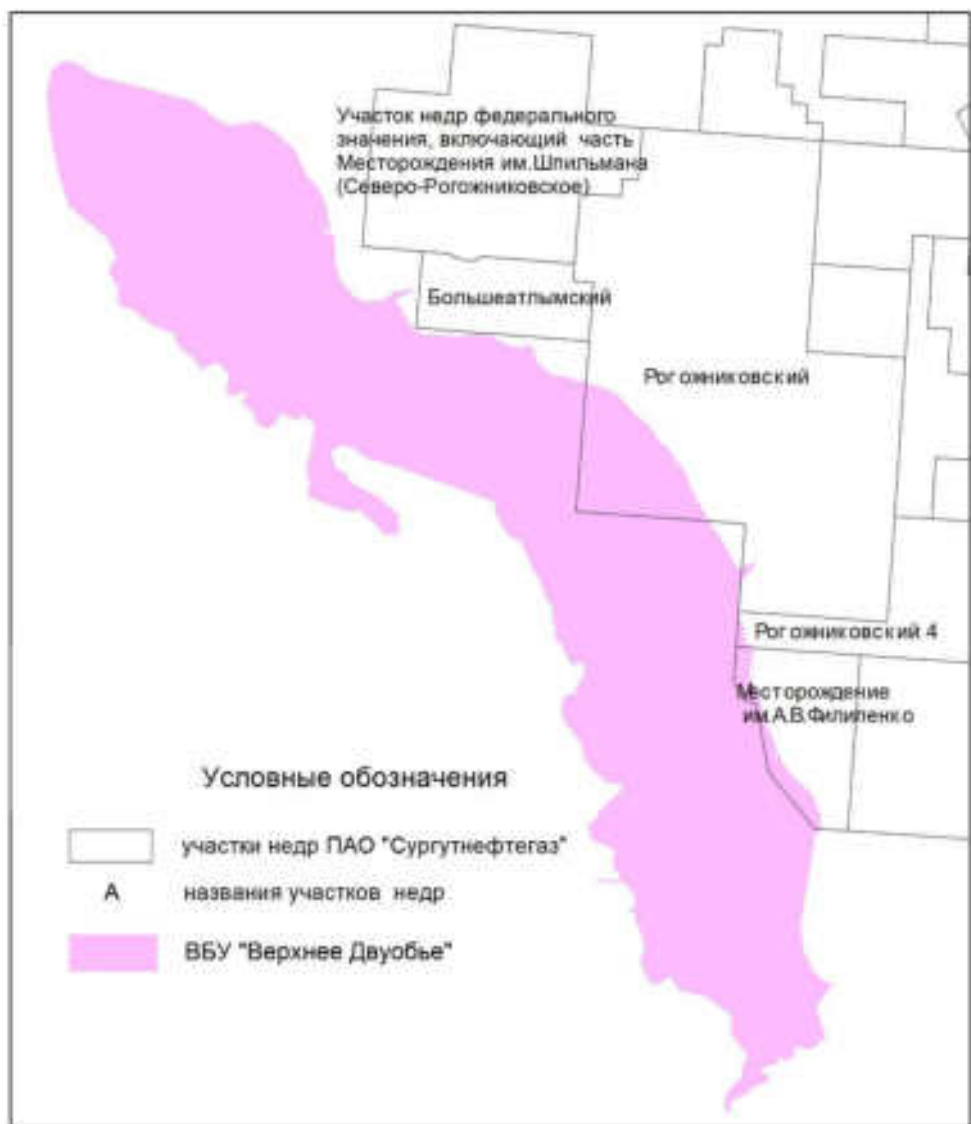 Участок недр федерального
значения, включающий часть
Месторождения им.Шпильмана
(Северо-Рогожниковское)
Большеатлымский
Рогожниковский
Рогожниковский 4
Месторождение
им.А.В.Филипенко
Условные обозначения
участки недр ПАО "Сургутнефтегаз"
А названия участков недр
ВБУ "Верхнее Двуобье"